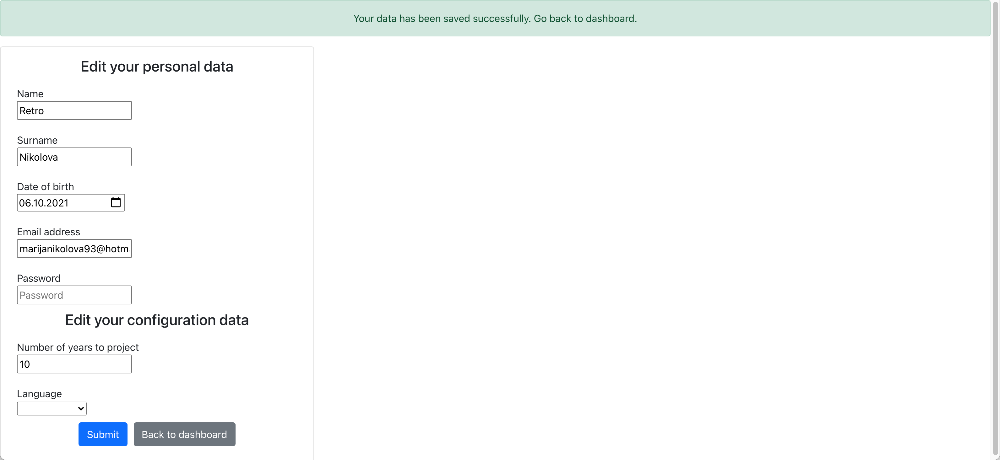 Your data has been saved successfully. Go back to dashboard.
Edit your personal data
Name
Retro
Surname
Nikolova
Date of birth
06.10.2021
Email address
marijanikolova93@hotm
Password
Password
Edit your configuration data
Number of years to project
10
Language
Submit
Back to dashboard